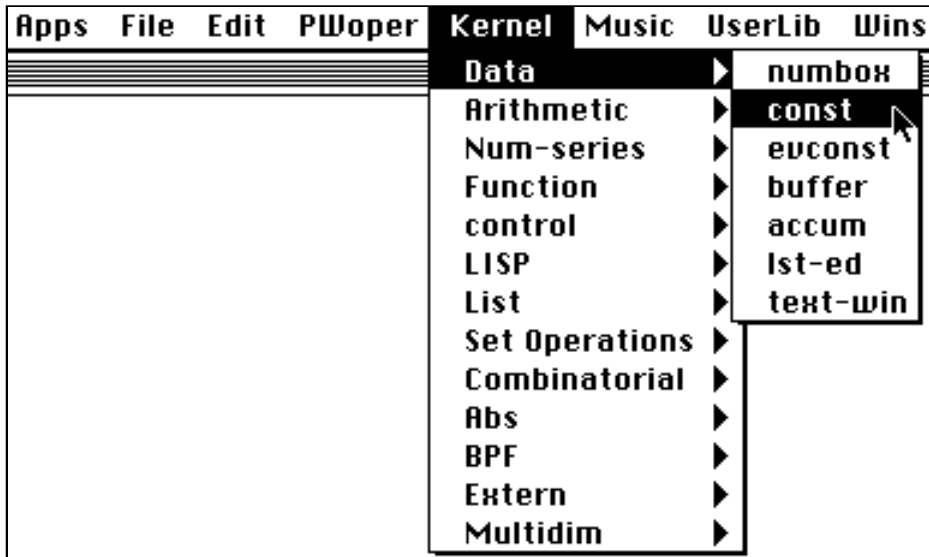 Apps File Edit PWoper Kernel Music UserLib Wins
Data numbox
Arithmetic const
Num-series evconst
Function buffer
control accum
LISP lst-ed
List text-win
Set Operations
Combinatorial
Abs
BPF
Extern
Multidim